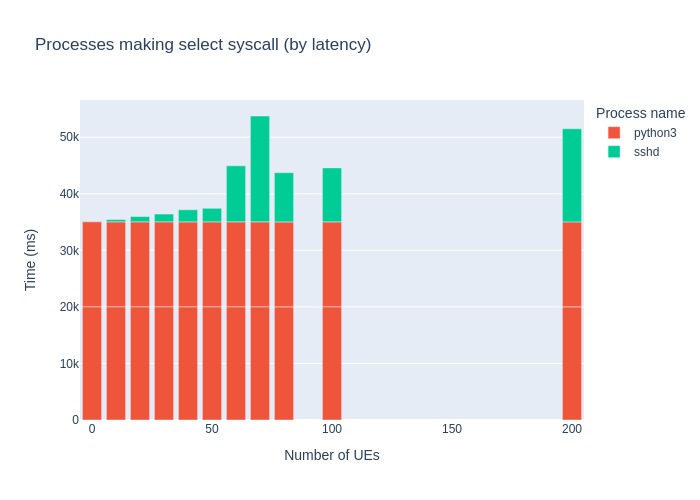 Processes making select syscall (by latency)
Process name
python3
sshd
50k
40k
30k
20k
10k
0
Time (ms)
0 50 100 150 200
Number of UEs